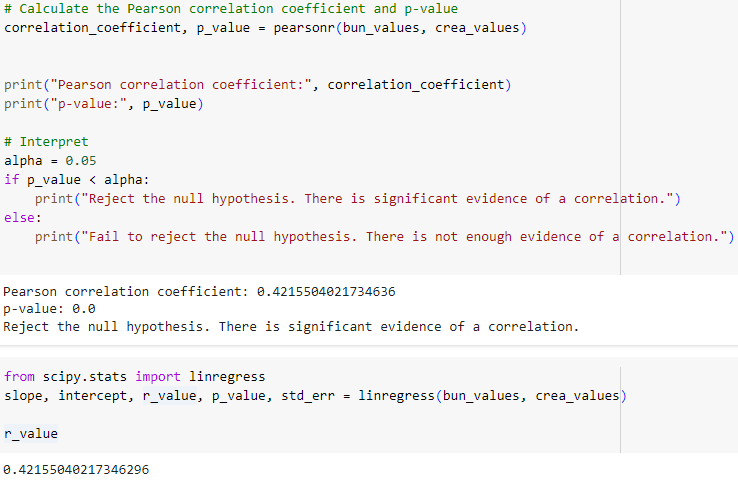 # Calculate the Pearson correlation coefficient and p-value
correlation_coefficient, p_value = pearsonr(bun_values, crea_values)
print("Pearson correlation coefficient:", correlation_coefficient)
print("p-value:", p_value)
# Interpret
alpha = 0.05
if p_value < alpha:
    print("Reject the null hypothesis. There is significant evidence of a correlation.")
else:
    print("Fail to reject the null hypothesis. There is not enough evidence of a correlation.")
Pearson correlation coefficient: 0.4215504021734636
p-value: 0.0
Reject the null hypothesis. There is significant evidence of a correlation.
from scipy.stats import linregress
slope, intercept, r_value, p_value, std_err = linregress(bun_values, crea_values)
r_value
0.42155040217346296